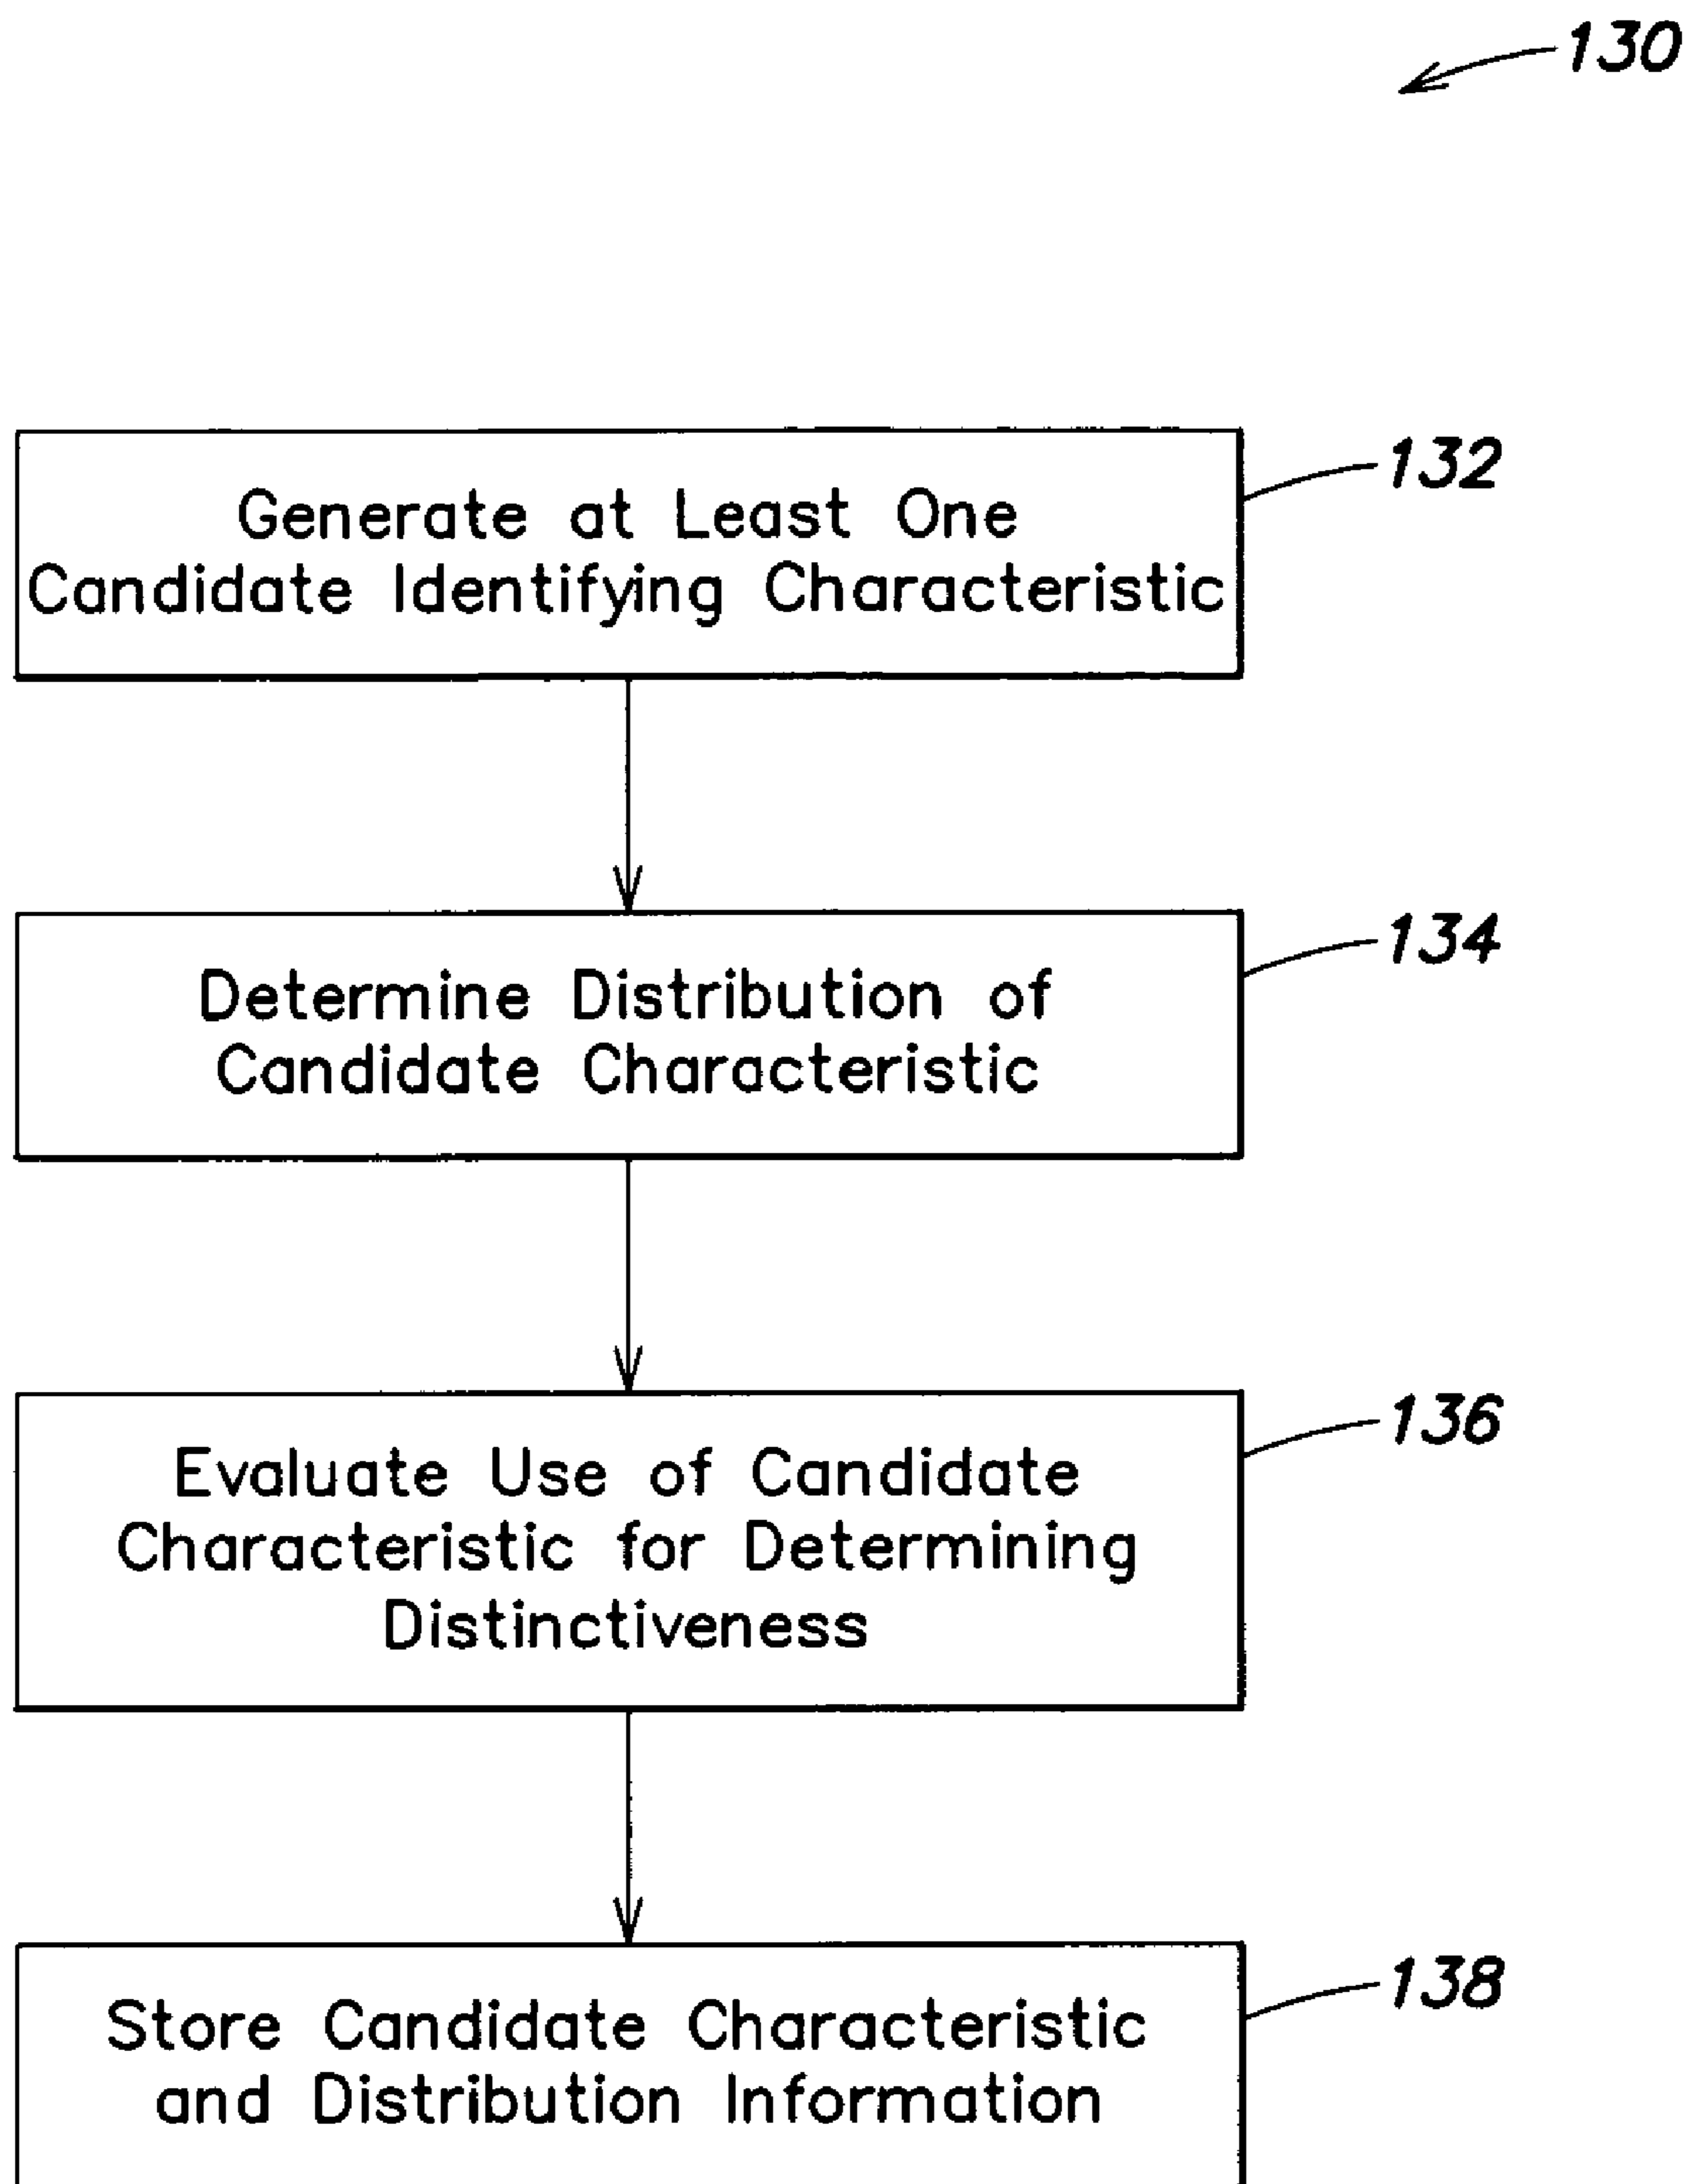 130
Generate at Least One
Candidate Identifying Characteristic
132
Determine Distribution of
Candidate Characteristic
134
Evaluate Use of Candidate
Characteristic for Determining
Distinctiveness
136
Store Candidate Characteristic
and Distribution Information
138